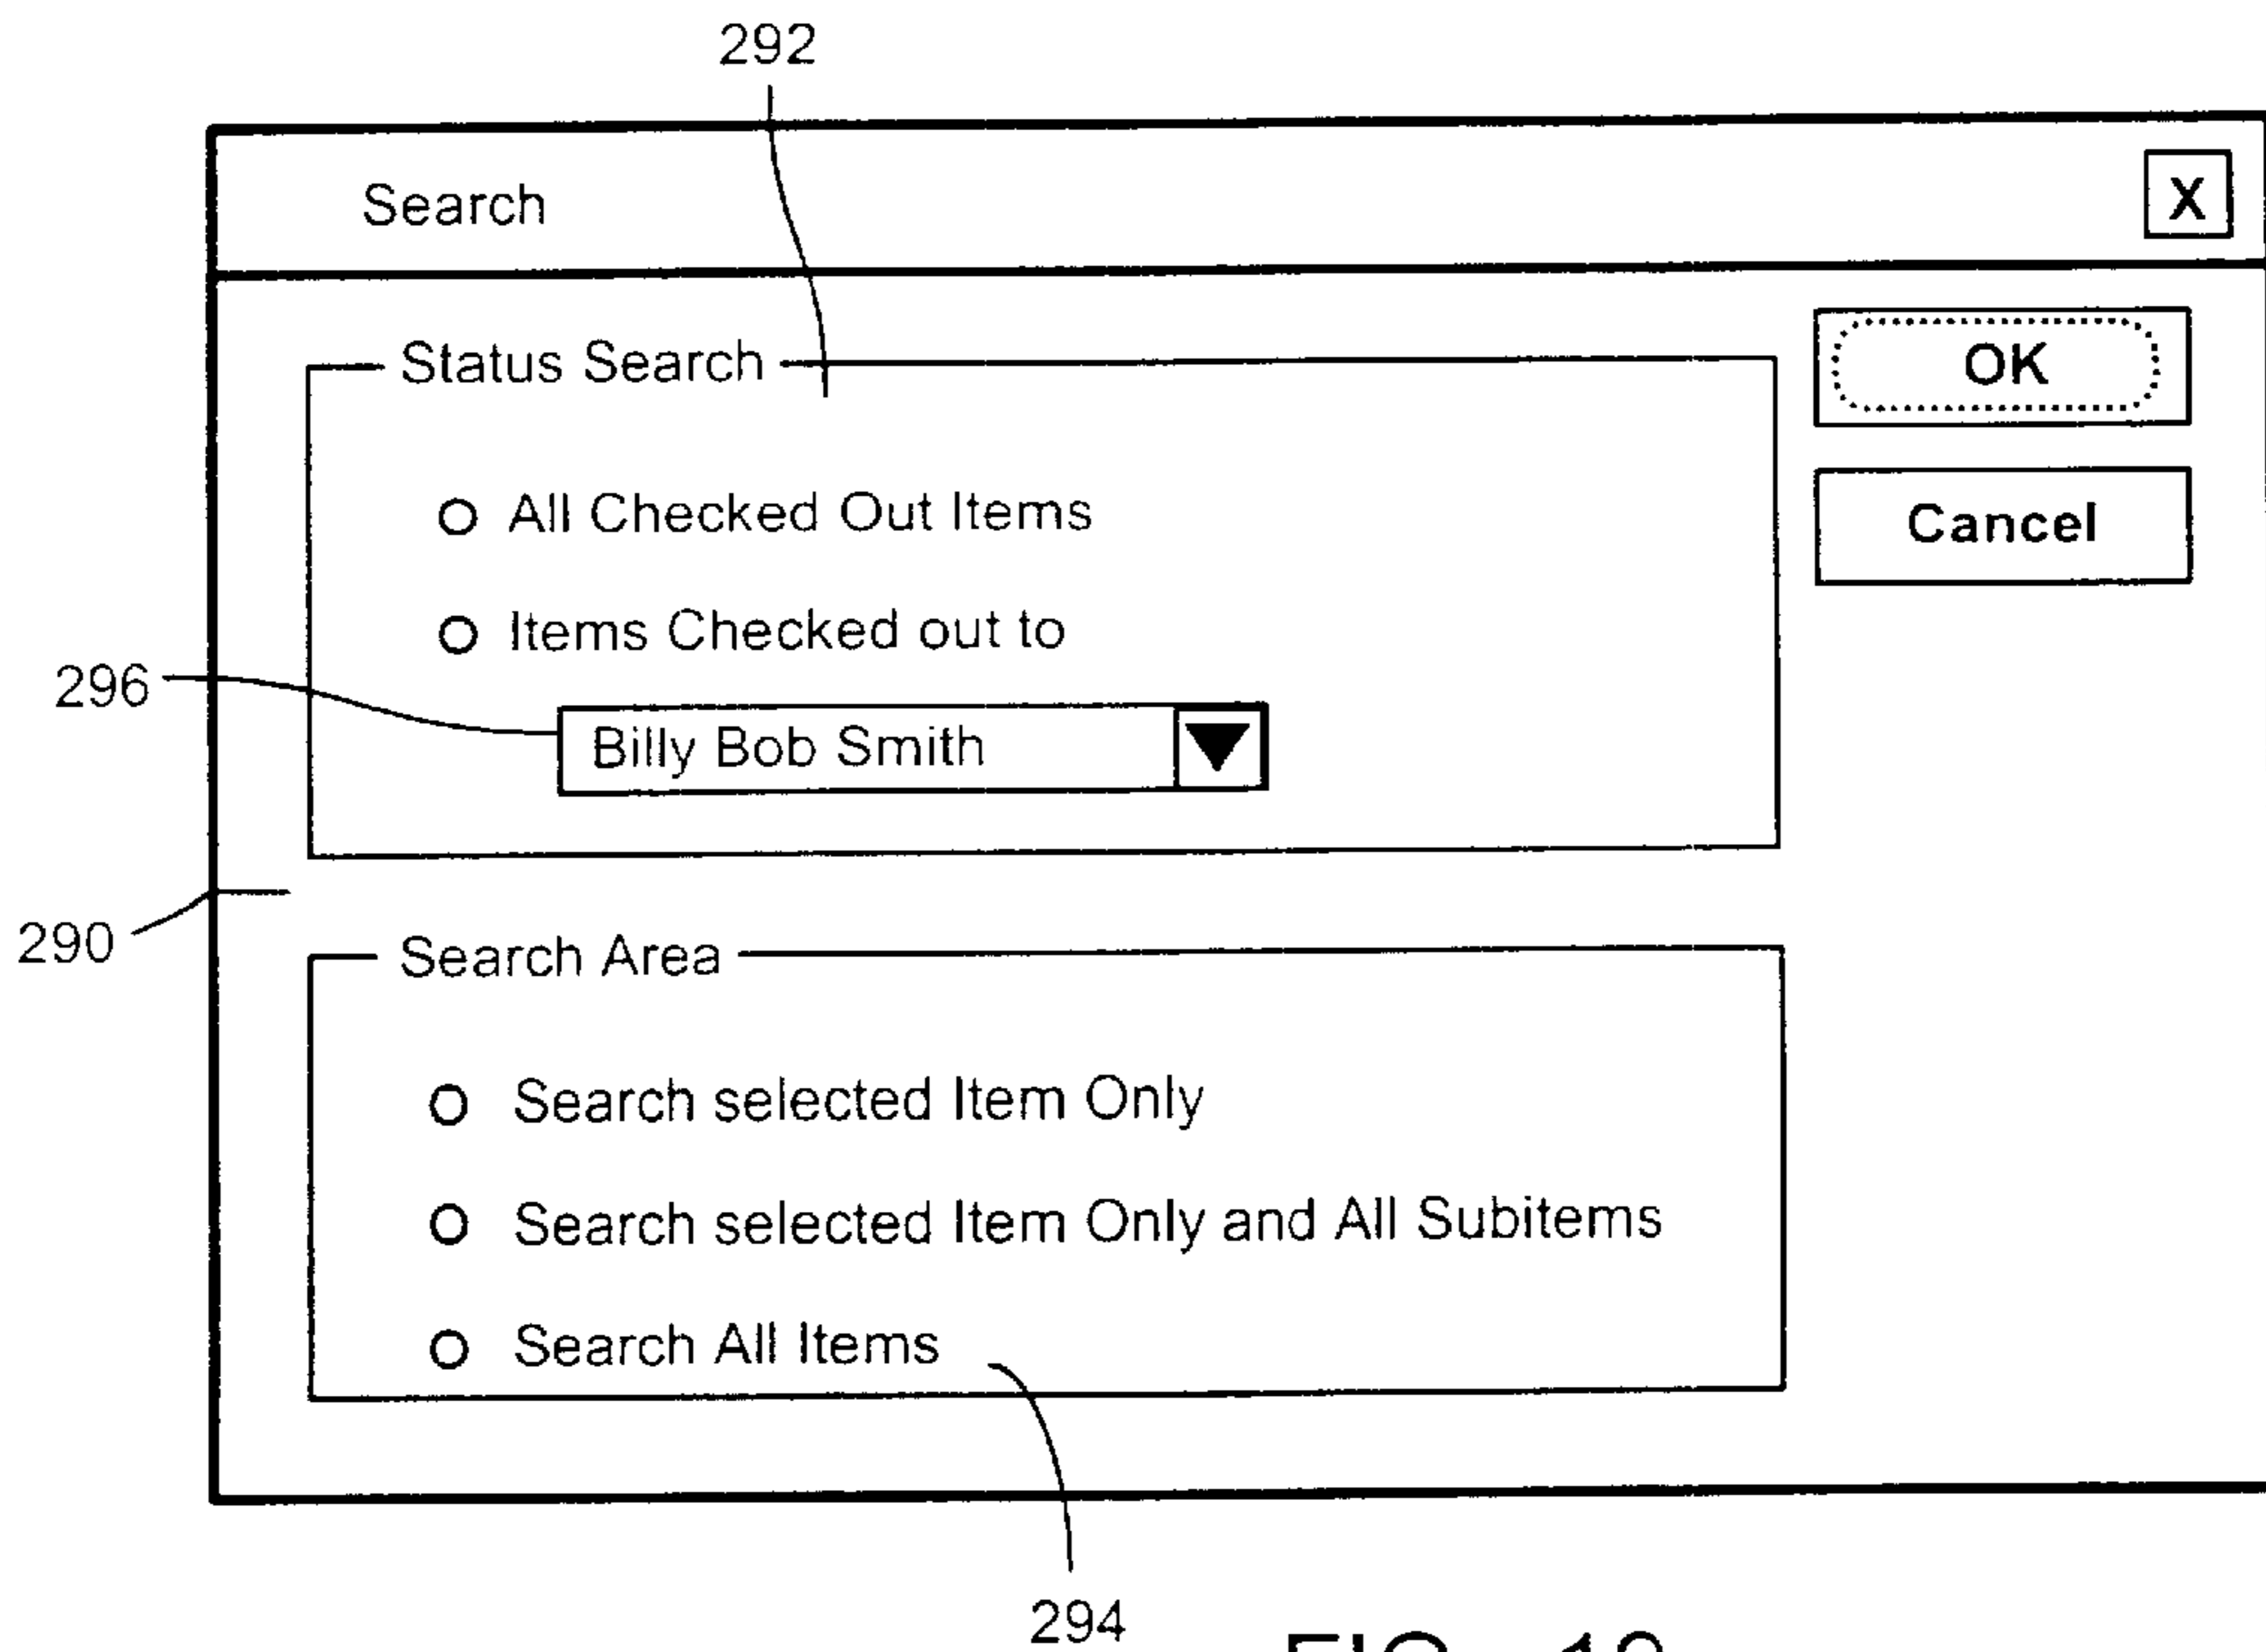 292
Search
X
Status Search
OK
All Checked Out Items
Cancel
Items Checked out to
296
Billy Bob Smith
290
Search Area
Search selected Item Only
Search selected Item Only and All Subitems
Search All Items
294
FIG.